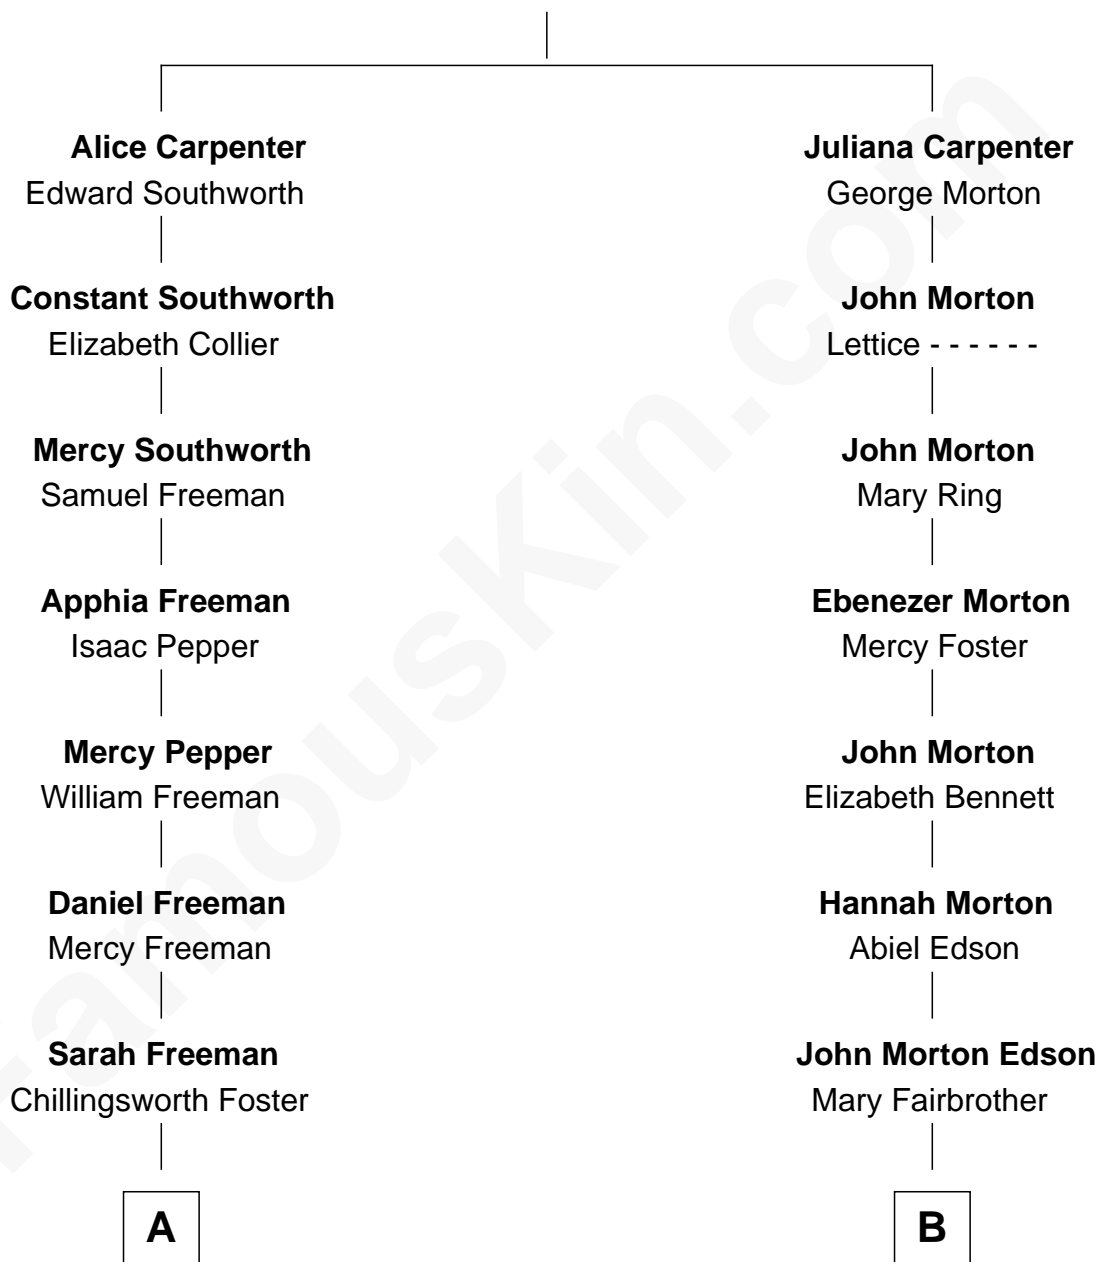 Alice Carpenter
Edward Southworth
Constant Southworth
Elizabeth Collier
Mercy Southworth
Samuel Freeman
Apphia Freeman
Isaac Pepper
Mercy Pepper
William Freeman
Daniel Freeman
Mercy Freeman
Sarah Freeman
Chillingsworth Foster
A
Juliana Carpenter
George Morton
John Morton
Lettice - - - - - -
John Morton
Mary Ring
Ebenezer Morton
Mercy Foster
John Morton
Elizabeth Bennett
Hannah Morton
Abiel Edson
John Morton Edson
Mary Fairbrother
B
FamousKin.com